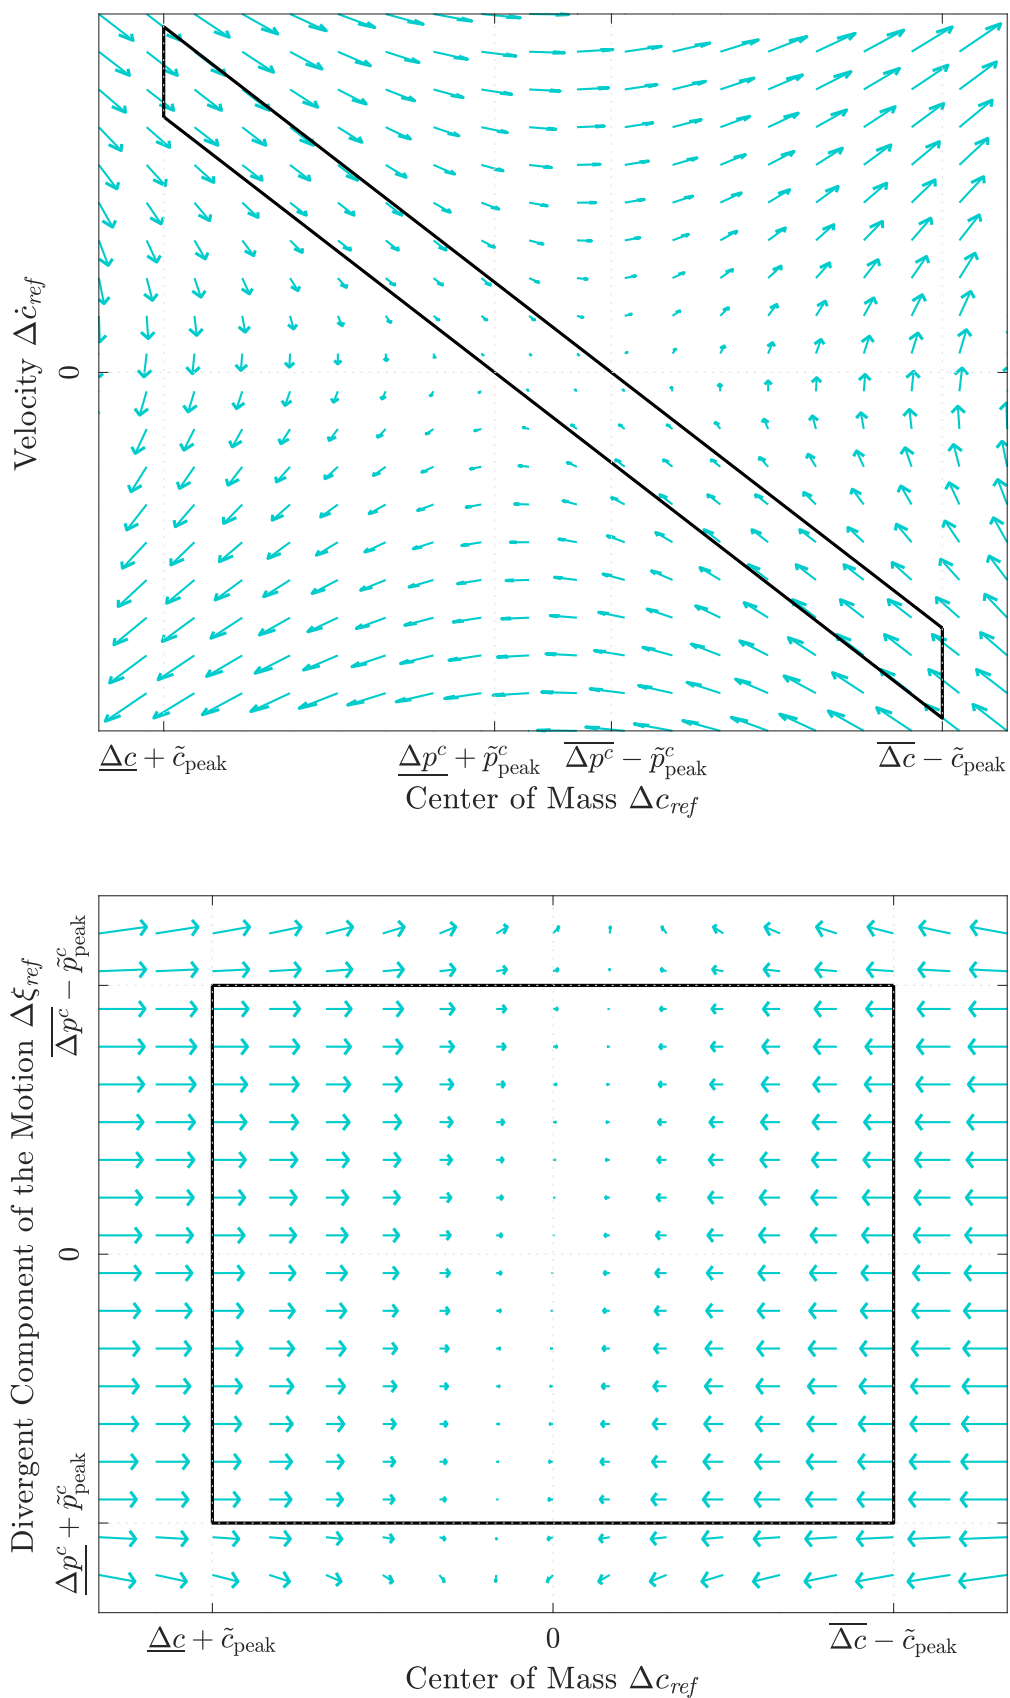 Velocity Δċ_ref
0
Δc + c̃_peak
Δp^c + p̃^c_peak
Δp^c − p̃^c_peak
Δc − c̃_peak
Center of Mass Δc_ref
Divergent Component of the Motion Δξ_ref
Δp^c − p̃^c_peak
0
Δp^c + p̃^c_peak
Δc + c̃_peak
0
Δc − c̃_peak
Center of Mass Δc_ref